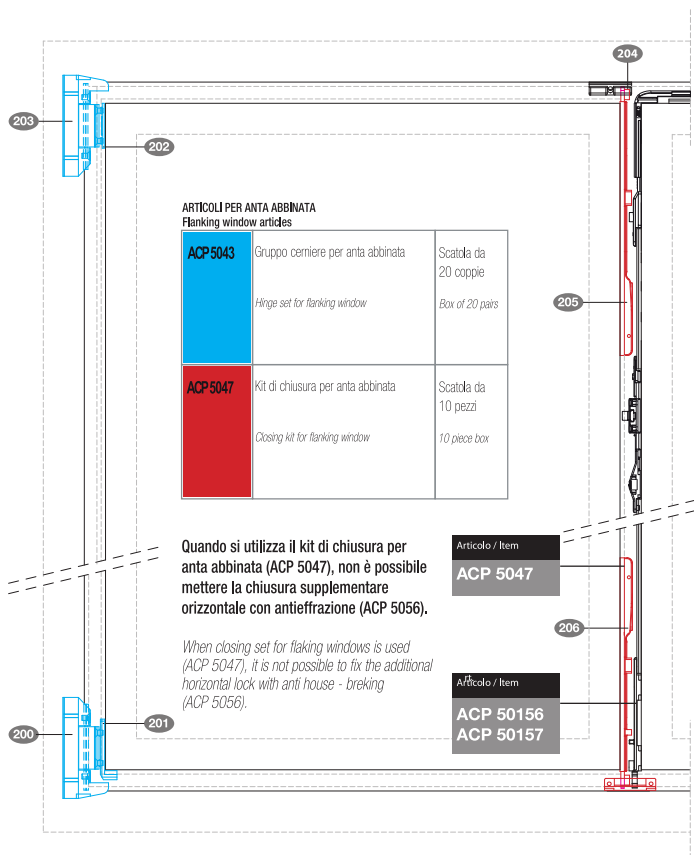 204
203
202
ARTICOLI PER ANTA ABBINATA
Flanking window articles
ACP 5043
Gruppo cerniere per anta abbinata
Scatola da
20 coppie
Hinge set for flanking window
Box of 20 pairs
205
ACP 5047
Kit di chiusura per anta abbinata
Scatola da
10 pezzi
Closing kit for flanking window
10 piece box
Quando si utilizza il kit di chiusura per
anta abbinata (ACP 5047), non è possibile
mettere la chiusura supplementare
orizzontale con antieffrazione (ACP 5056).
When closing set for flaking windows is used
(ACP 5047), it is not possible to fix the additional
horizontal lock with anti house - breking
(ACP 5056).
Articolo / Item
ACP 5047
206
Articolo / Item
ACP 50156
ACP 50157
201
200